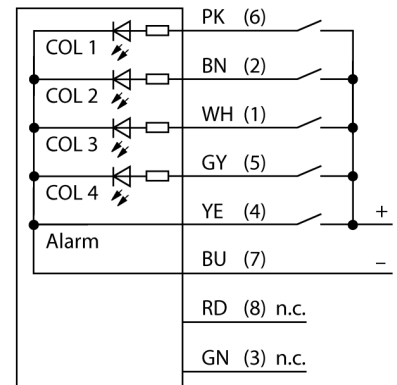 PK (6)
COL 1
BN (2)
COL 2
WH (1)
COL 3
GY (5)
COL 4
YE (4) +
Alarm
BU (7) –
RD (8) n.c.
GN (3) n.c.